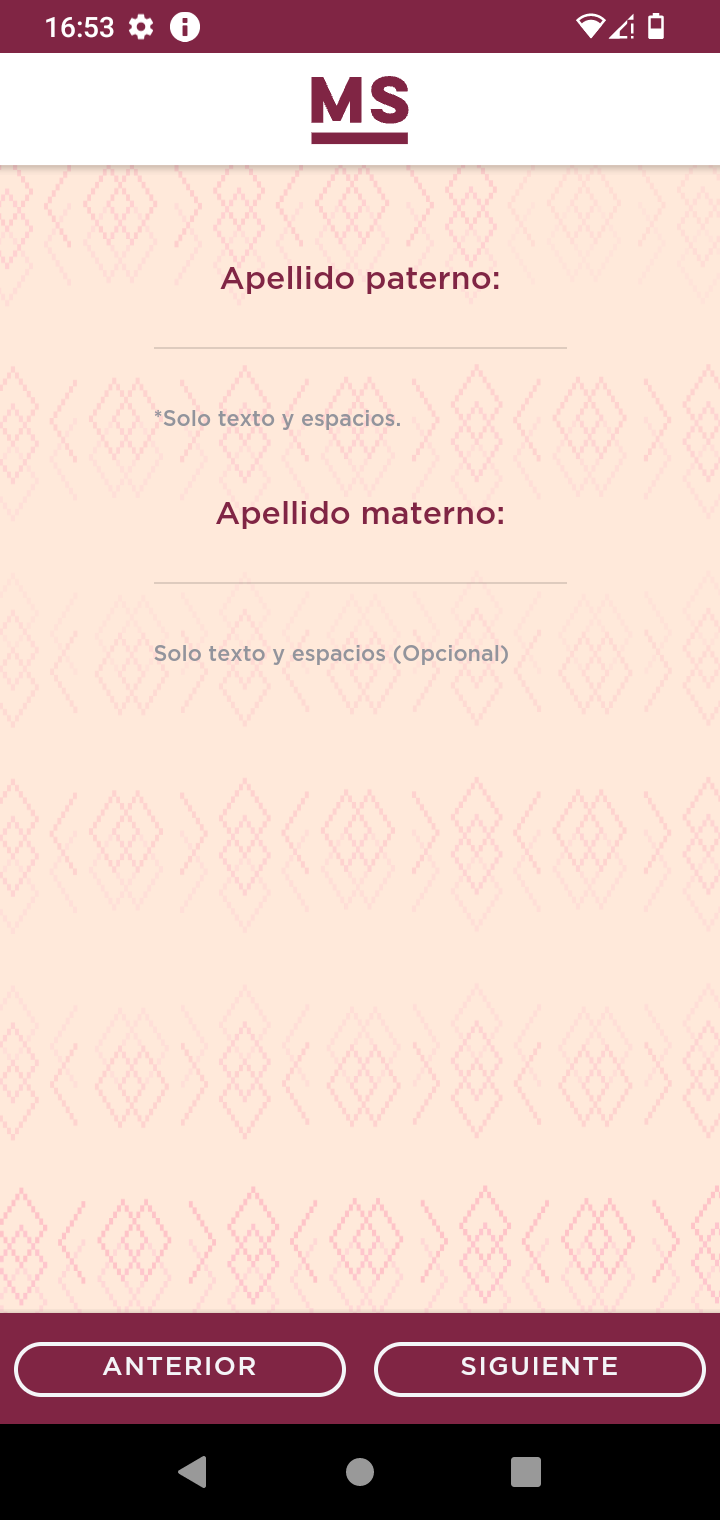 16:53
MS
Apellido paterno:
*Solo texto y espacios.
Apellido materno:
Solo texto y espacios (Opcional)
ANTERIOR
SIGUIENTE